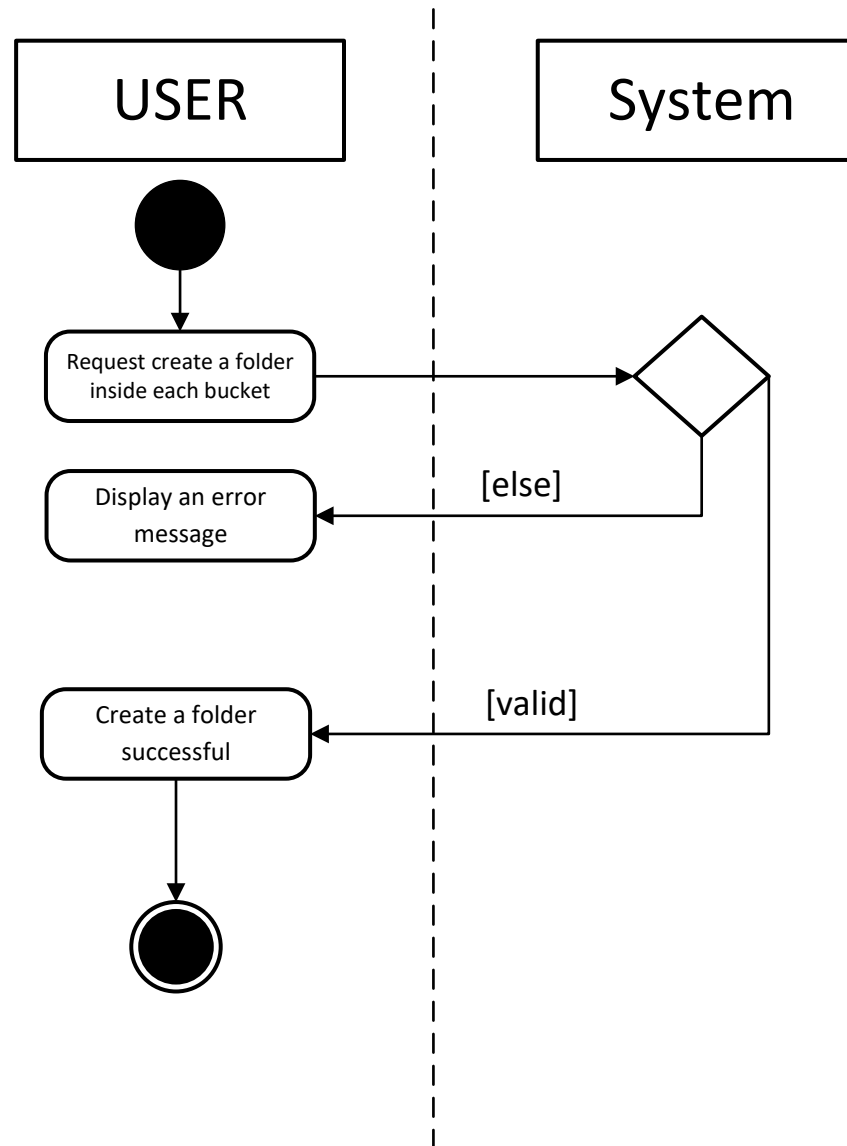 USER
System
Request create a folder
inside each bucket
[else]
Display an error
message
[valid]
Create a folder
successful